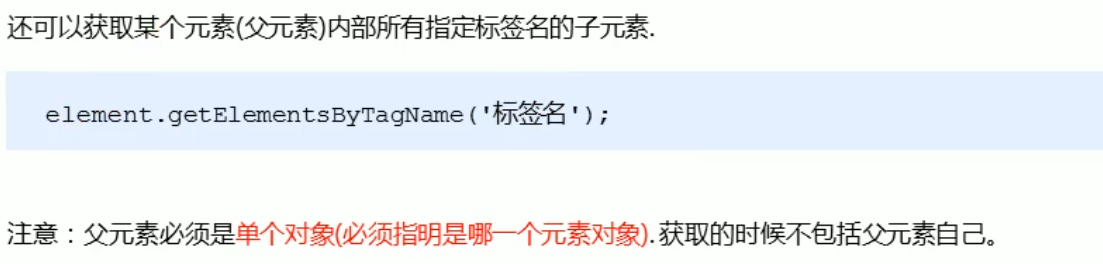 还可以获取某个元素(父元素)内部所有指定标签名的子元素.
element.getElementsByTagName('标签名');
注意：父元素必须是单个对象(必须指明是哪一个元素对象). 获取的时候不包括父元素自己。